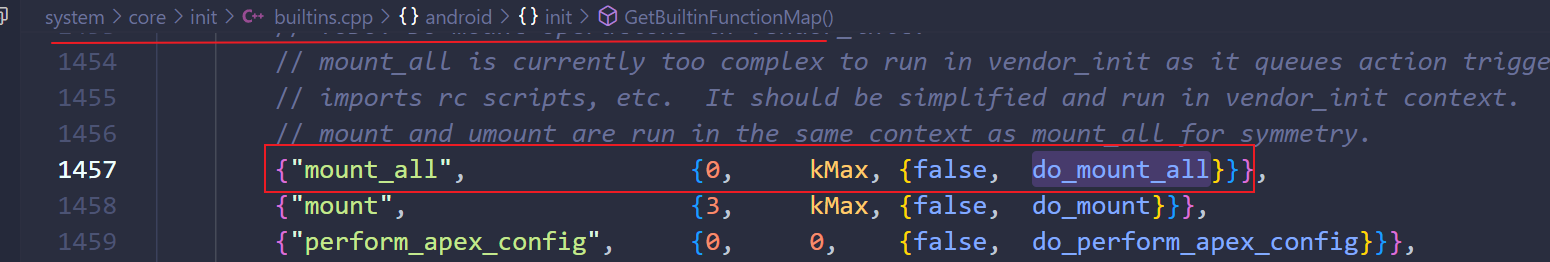 system > core > init > C++ builtins.cpp > {} android > {} init > GetBuiltinFunctionMap()
1454 // mount_all is currently too complex to run in vendor_init as it queues action trigge
1455 // imports rc scripts, etc.  It should be simplified and run in vendor_init context.
1456 // mount and umount are run in the same context as mount_all for symmetry.
1457 {"mount_all", {0, kMax, {false, do_mount_all}}},
1458 {"mount", {3, kMax, {false, do_mount}}},
1459 {"perform_apex_config", {0, 0, {false, do_perform_apex_config}}},